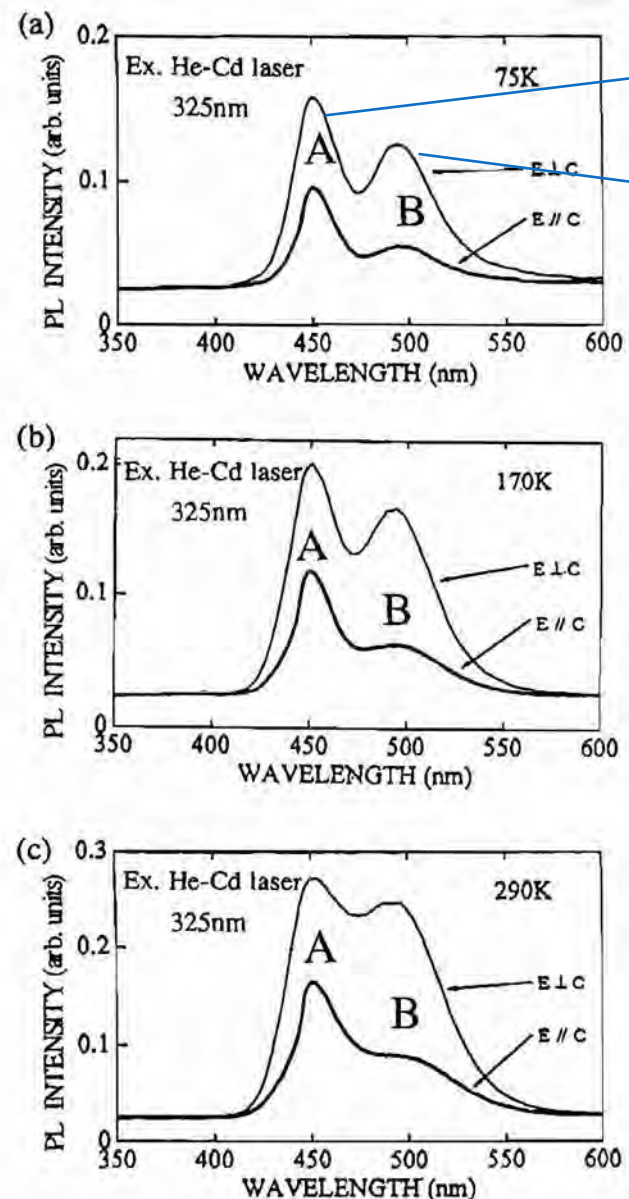 (a)
PL INTENSITY (arb. units)
0.2
0.1
0
Ex. He-Cd laser
325nm
75K
A
B
E⊥C
E // C
350 400 450 500 550 600
WAVELENGTH (nm)
(b)
PL INTENSITY (arb. units)
0.2
0.1
0
Ex. He-Cd laser
325nm
170K
A
B
E⊥C
E // C
350 400 450 500 550 600
WAVELENGTH (nm)
(c)
PL INTENSITY (arb. units)
0.3
0.2
0.1
0
Ex. He-Cd laser
325nm
290K
A
B
E⊥C
E // C
350 400 450 500 550 600
WAVELENGTH (nm)